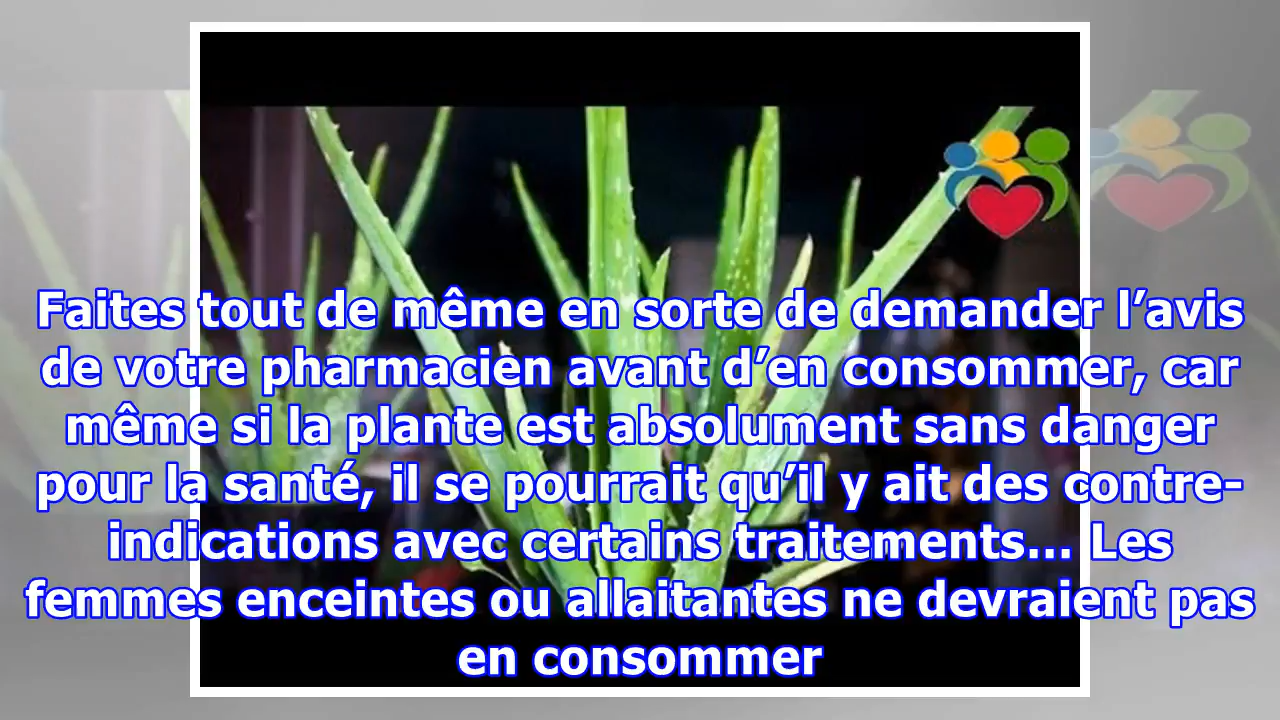 Faites tout de même en sorte de demander l’avis
de votre pharmacien avant d’en consommer, car
même si la plante est absolument sans danger
pour la santé, il se pourrait qu’il y ait des contre-
indications avec certains traitements... Les
femmes enceintes ou allaitantes ne devraient pas
en consommer